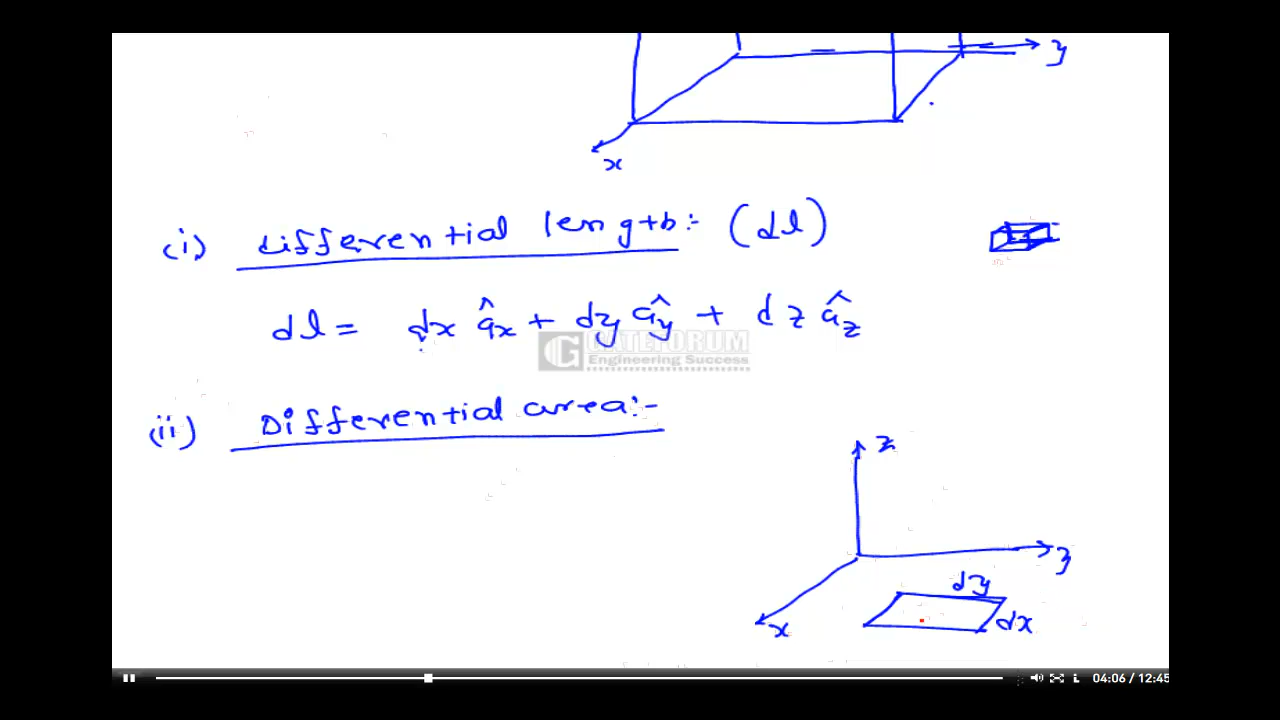 y
x
(i) differential length:- (dl)
dl = dx âx + dy ây + dz âz
GATEFORUM
Engineering Success
(ii) Differential area:-
z
y
dy
dx
x
04:06 / 12:45